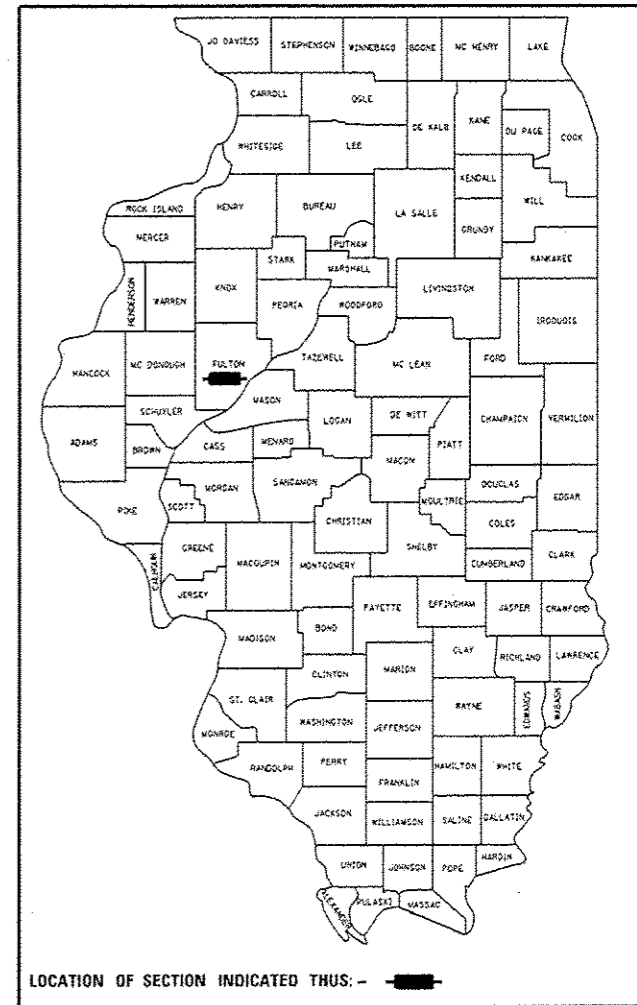 JO DAVIESS STEPHENSON WINNEBAGO BOONE MC HENRY LAKE
CARROLL OGLE DE KALB KANE DU PAGE COOK
WHITESIDE LEE
KENDALL WILL
ROCK ISLAND HENRY BUREAU LA SALLE GRUNDY
MERCER PUTNAM
STARK MARSHALL KANKAKEE
HENDERSON WARREN KNOX PEORIA WOODFORD LIVINGSTON IROQUOIS
HANCOCK MC DONOUGH FULTON TAZEWELL MC LEAN FORD
MASON
SCHUYLER LOGAN DE WITT CHAMPAIGN VERMILION
ADAMS BROWN CASS MENARD MACON PIATT
PIKE SCOTT MORGAN SANGAMON MOULTRIE DOUGLAS EDGAR
CHRISTIAN COLES
GREENE MACOUPIN MONTGOMERY SHELBY CUMBERLAND CLARK
CALHOUN JERSEY FAYETTE EFFINGHAM JASPER CRAWFORD
MADISON BOND CLAY RICHLAND LAWRENCE
CLINTON MARION
ST. CLAIR WAYNE EDWARDS WABASH
MONROE WASHINGTON JEFFERSON
RANDOLPH PERRY HAMILTON WHITE
FRANKLIN
JACKSON WILLIAMSON SALINE GALLATIN
UNION JOHNSON POPE HARDIN
ALEXANDER PULASKI MASSAC
LOCATION OF SECTION INDICATED THUS: -